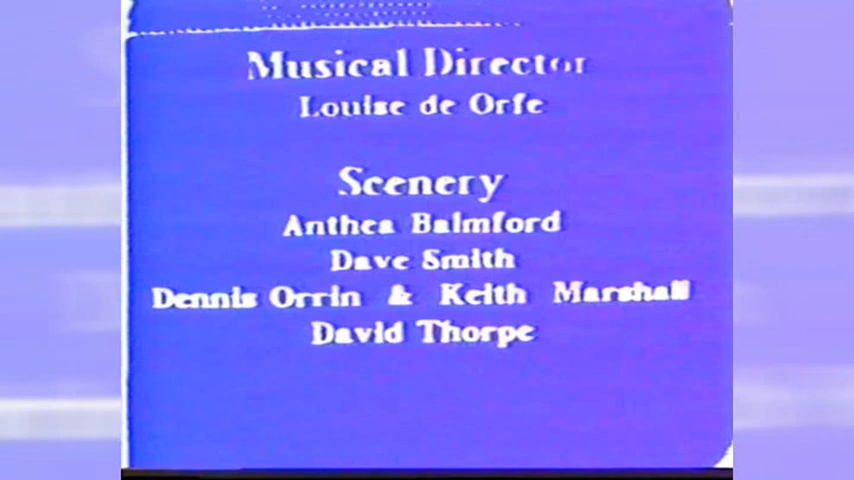 Musical Director
Louise de Orfe
Scenery
Anthea Balmford
Dave Smith
Dennis Orrin & Keith Marshall
David Thorpe